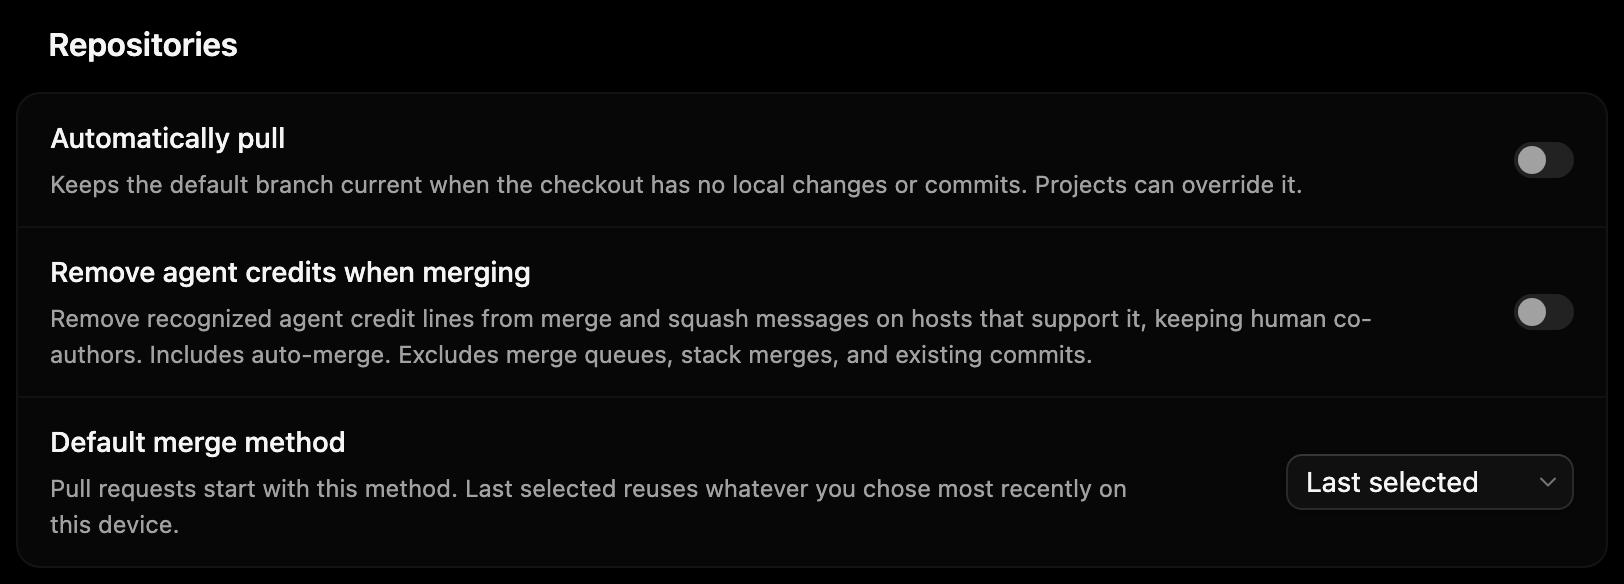 Repositories
Automatically pull
Keeps the default branch current when the checkout has no local changes or commits. Projects can override it.
Remove agent credits when merging
Remove recognized agent credit lines from merge and squash messages on hosts that support it, keeping human co-
authors. Includes auto-merge. Excludes merge queues, stack merges, and existing commits.
Default merge method
Pull requests start with this method. Last selected reuses whatever you chose most recently on
this device.
Last selected